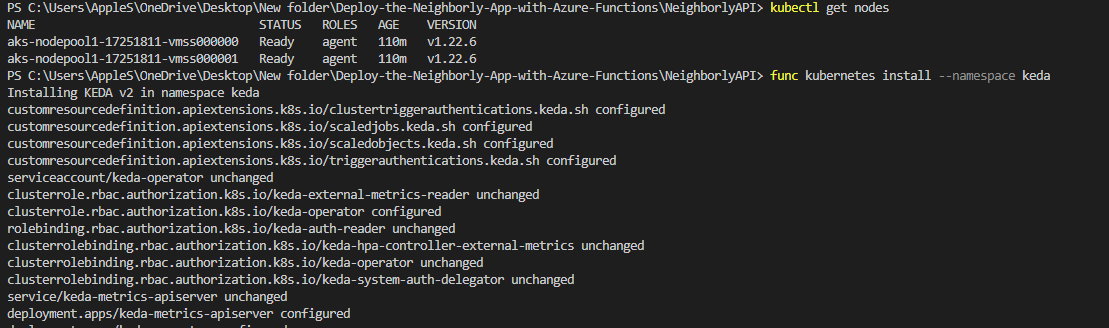 PS C:\Users\AppleS\OneDrive\Desktop\New folder\Deploy-the-Neighborly-App-with-Azure-Functions\NeighborlyAPI> kubectl get nodes
NAME STATUS ROLES AGE VERSION
aks-nodepool1-17251811-vmss000000 Ready agent 110m v1.22.6
aks-nodepool1-17251811-vmss000001 Ready agent 110m v1.22.6
PS C:\Users\AppleS\OneDrive\Desktop\New folder\Deploy-the-Neighborly-App-with-Azure-Functions\NeighborlyAPI> func kubernetes install --namespace keda
Installing KEDA v2 in namespace keda
customresourcedefinition.apiextensions.k8s.io/clustertriggerauthentications.keda.sh configured
customresourcedefinition.apiextensions.k8s.io/scaledjobs.keda.sh configured
customresourcedefinition.apiextensions.k8s.io/scaledobjects.keda.sh configured
customresourcedefinition.apiextensions.k8s.io/triggerauthentications.keda.sh configured
serviceaccount/keda-operator unchanged
clusterrole.rbac.authorization.k8s.io/keda-external-metrics-reader unchanged
clusterrole.rbac.authorization.k8s.io/keda-operator configured
rolebinding.rbac.authorization.k8s.io/keda-auth-reader unchanged
clusterrolebinding.rbac.authorization.k8s.io/keda-hpa-controller-external-metrics unchanged
clusterrolebinding.rbac.authorization.k8s.io/keda-operator unchanged
clusterrolebinding.rbac.authorization.k8s.io/keda-system-auth-delegator unchanged
service/keda-metrics-apiserver unchanged
deployment.apps/keda-metrics-apiserver configured